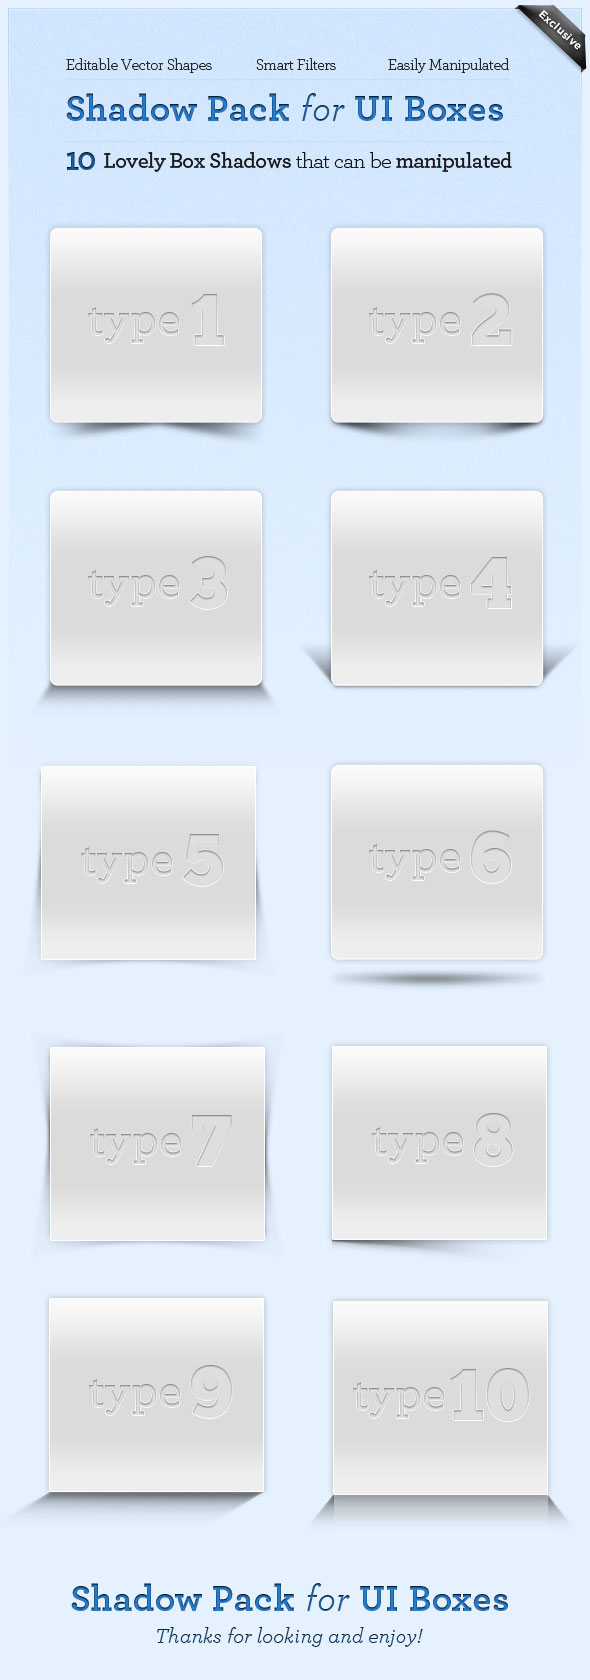 Exclusive
Editable Vector Shapes Smart Filters Easily Manipulated
Shadow Pack for UI Boxes
10 Lovely Box Shadows that can be manipulated
type 1 type 2
type 3 type 4
type 5 type 6
type 7 type 8
type 9 type 10
Shadow Pack for UI Boxes
Thanks for looking and enjoy!